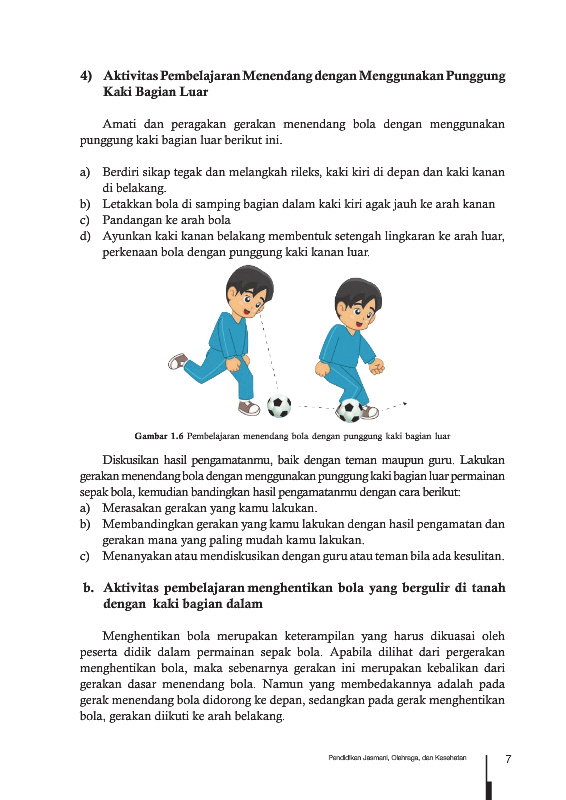 4) Aktivitas Pembelajaran Menendang dengan Menggunakan Punggung
Kaki Bagian Luar
Amati dan peragakan gerakan menendang bola dengan menggunakan
punggung kaki bagian luar berikut ini.
a) Berdiri sikap tegak dan melangkah rileks, kaki kiri di depan dan kaki kanan
di belakang.
b) Letakkan bola di samping bagian dalam kaki kiri agak jauh ke arah kanan
c) Pandangan ke arah bola
d) Ayunkan kaki kanan belakang membentuk setengah lingkaran ke arah luar,
perkenaan bola dengan punggung kaki kanan luar.
Gambar 1.6 Pembelajaran menendang bola dengan punggung kaki bagian luar
Diskusikan hasil pengamatanmu, baik dengan teman maupun guru. Lakukan
gerakan menendang bola dengan menggunakan punggung kaki bagian luar permainan
sepak bola, kemudian bandingkan hasil pengamatanmu dengan cara berikut:
a) Merasakan gerakan yang kamu lakukan.
b) Membandingkan gerakan yang kamu lakukan dengan hasil pengamatan dan
gerakan mana yang paling mudah kamu lakukan.
c) Menanyakan atau mendiskusikan dengan guru atau teman bila ada kesulitan.
b. Aktivitas pembelajaran menghentikan bola yang bergulir di tanah
dengan kaki bagian dalam
Menghentikan bola merupakan keterampilan yang harus dikuasai oleh
peserta didik dalam permainan sepak bola. Apabila dilihat dari pergerakan
menghentikan bola, maka sebenarnya gerakan ini merupakan kebalikan dari
gerakan dasar menendang bola. Namun yang membedakannya adalah pada
gerak menendang bola didorong ke depan, sedangkan pada gerak menghentikan
bola, gerakan diikuti ke arah belakang.
Pendidikan Jasmani, Olahraga, dan Kesehatan 7